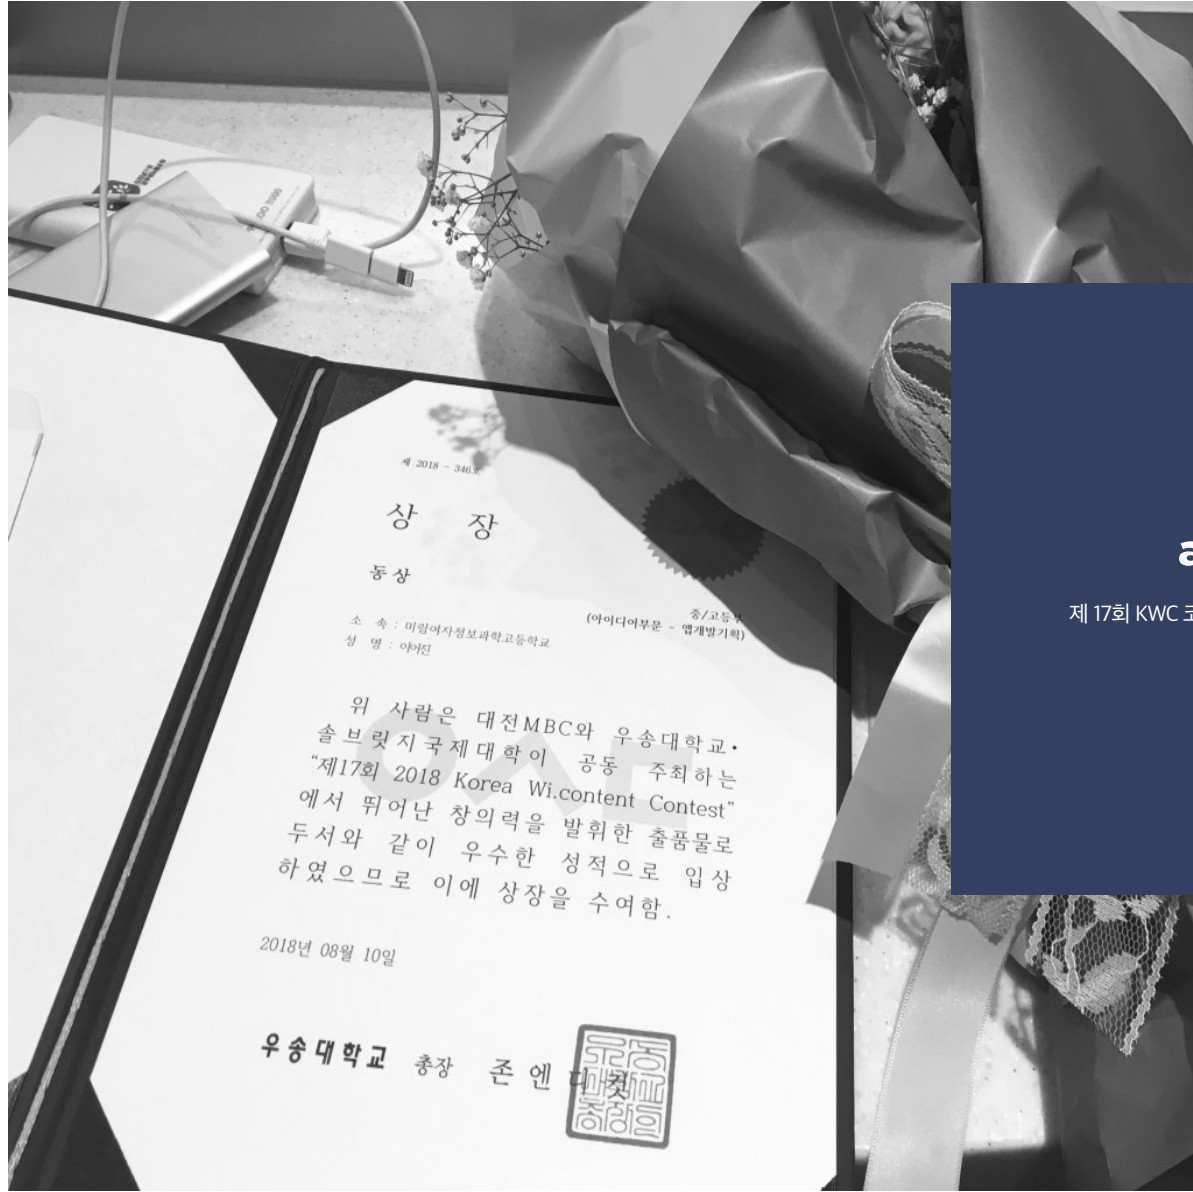 제 2018 - 346호
상 장
동상
중/고등부
(아이디어부문 - 앱개발기획)
소 속 : 미림여자정보과학고등학교
성 명 : 이어진
위 사람은 대전MBC와 우송대학교·
솔브릿지국제대학이 공동 주최하는
“제17회 2018 Korea Wi.content Contest”
에서 뛰어난 창의력을 발휘한 출품물로
두서와 같이 우수한 성적으로 입상
하였으므로 이에 상장을 수여함.
2018년 08월 10일
우송대학교 총장 존 엔디컷
제 17회 KWC